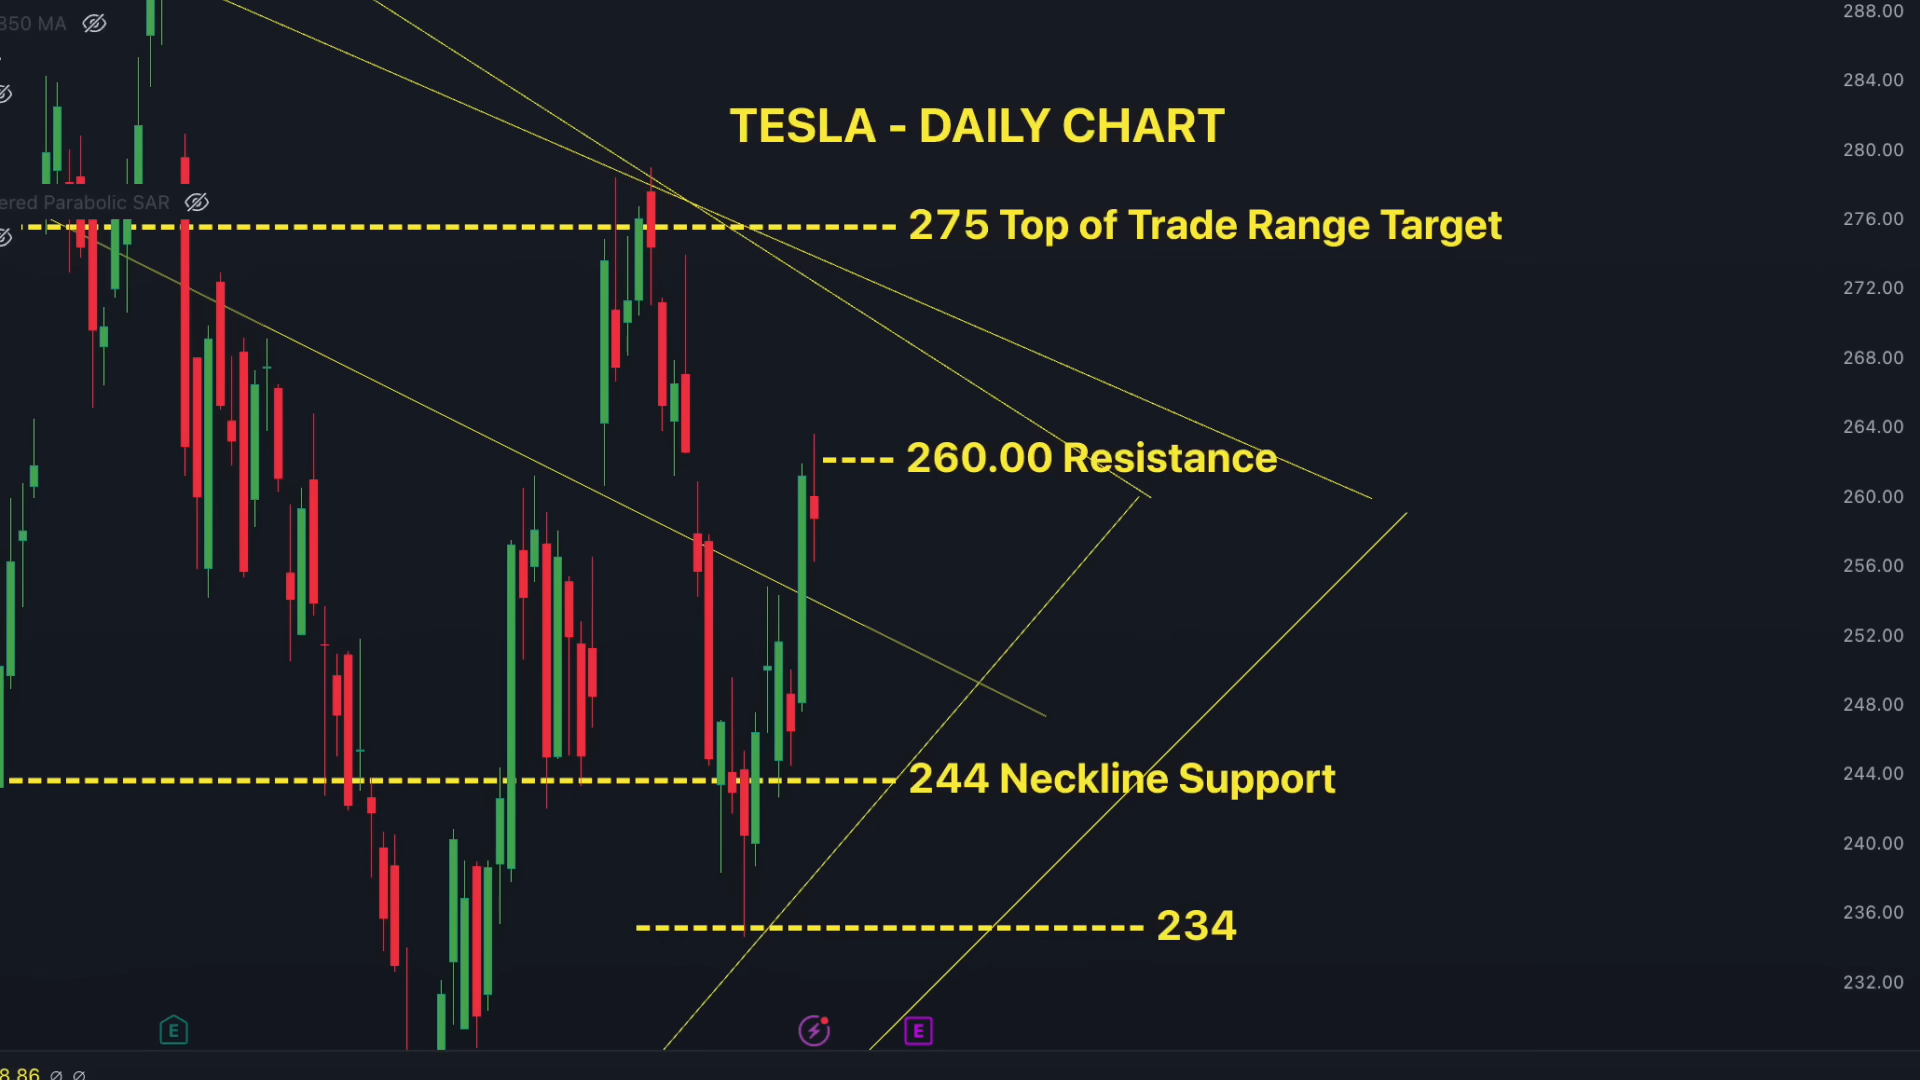 350 MA
288.00
284.00
TESLA - DAILY CHART
280.00
ered Parabolic SAR
275 Top of Trade Range Target
276.00
272.00
268.00
264.00
260.00 Resistance
260.00
256.00
252.00
248.00
244 Neckline Support
244.00
240.00
236.00
234
232.00
E
E
8.86 ∅ ∅